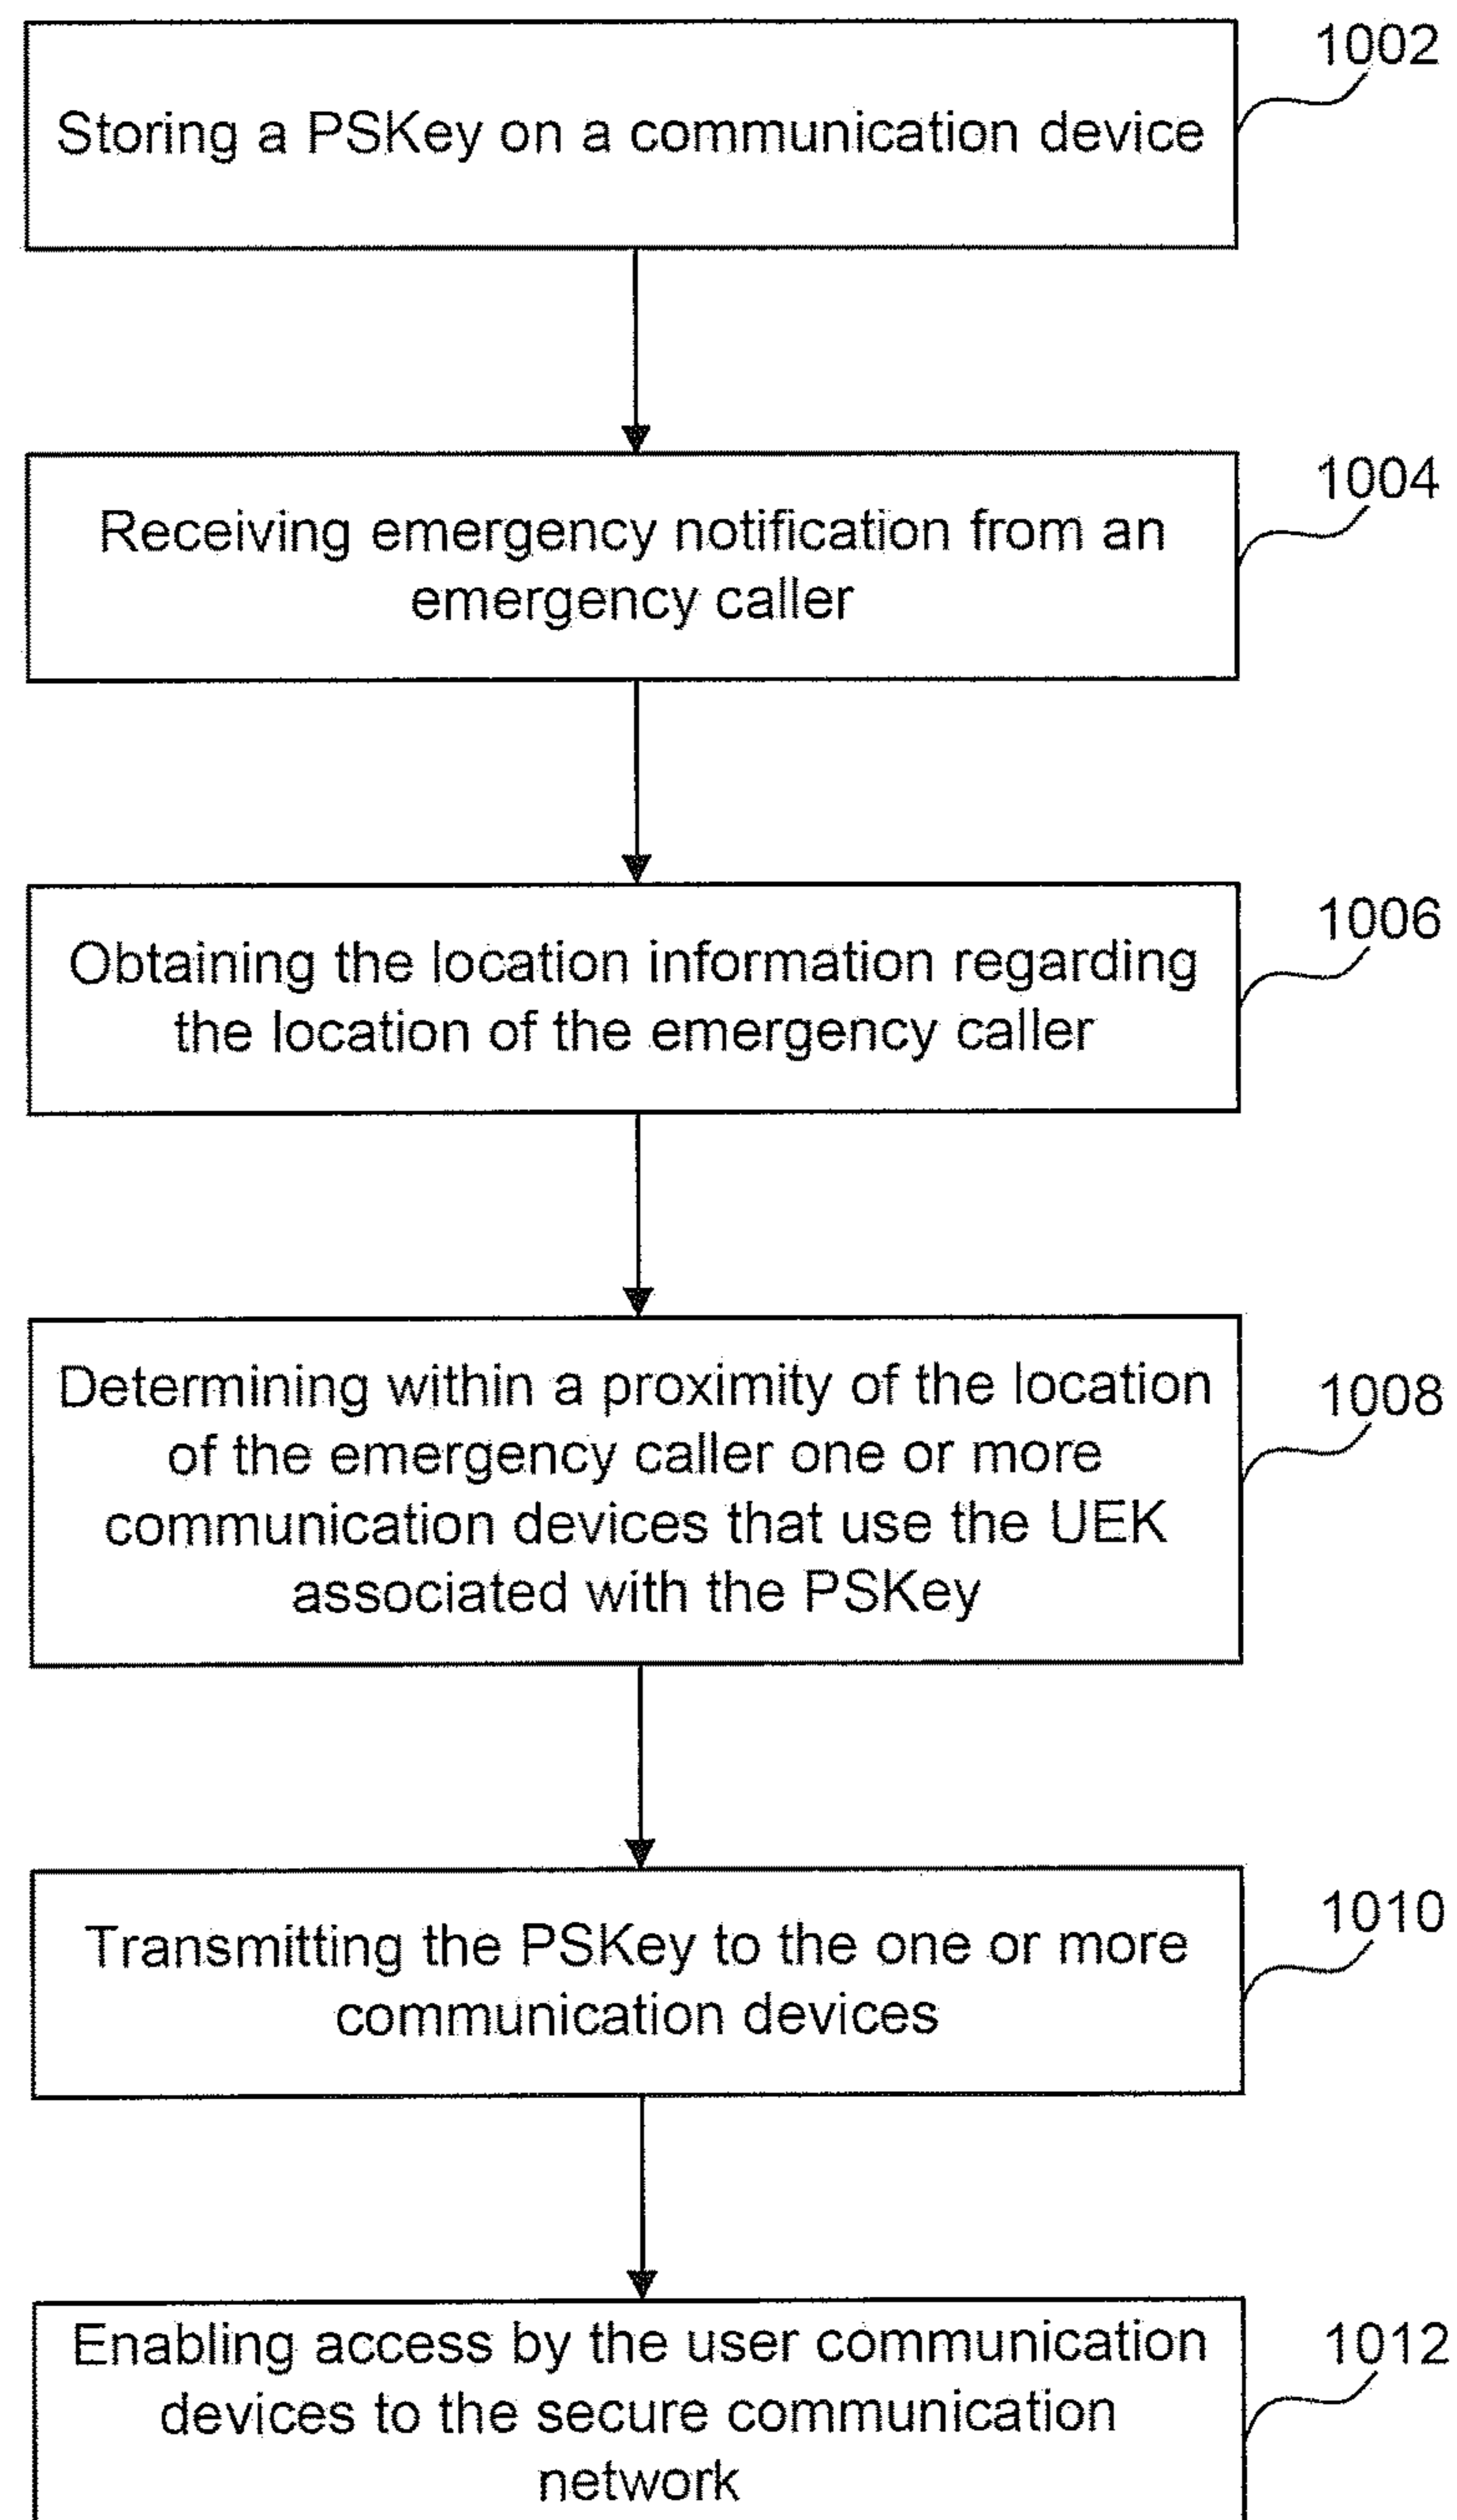 1002
Storing a PSKey on a communication device
1004
Receiving emergency notification from an
emergency caller
1006
Obtaining the location information regarding
the location of the emergency caller
1008
Determining within a proximity of the location
of the emergency caller one or more
communication devices that use the UEK
associated with the PSKey
1010
Transmitting the PSKey to the one or more
communication devices
1012
Enabling access by the user communication
devices to the secure communication
network